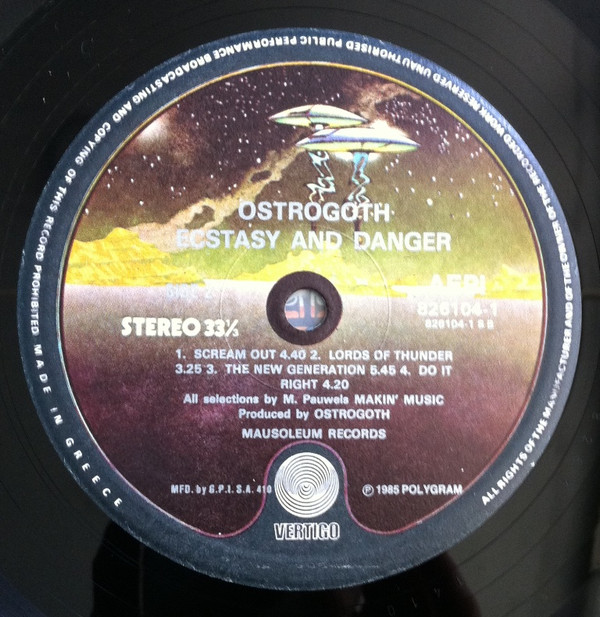 ALL RIGHTS OF THE MANUFACTURER AND OF THE OWNER OF THE RECORDED WORK RESERVED UNAUTHORISED PUBLIC PERFORMANCE BROADCASTING AND COPYING OF THIS RECORD PROHIBITED MADE IN GREECE
OSTROGOTH
ECSTASY AND DANGER
AEPI
826104-1
826104-1 S B
STEREO 33⅓
1. SCREAM OUT 4.40 2. LORDS OF THUNDER
3.25 3. THE NEW GENERATION 5.45 4. DO IT
RIGHT 4.20
All selections by M. Pauwels MAKIN' MUSIC
Produced by OSTROGOTH
MAUSOLEUM RECORDS
MFD. by G.P.I. S.A. 410
Ⓟ 1985 POLYGRAM
VERTIGO